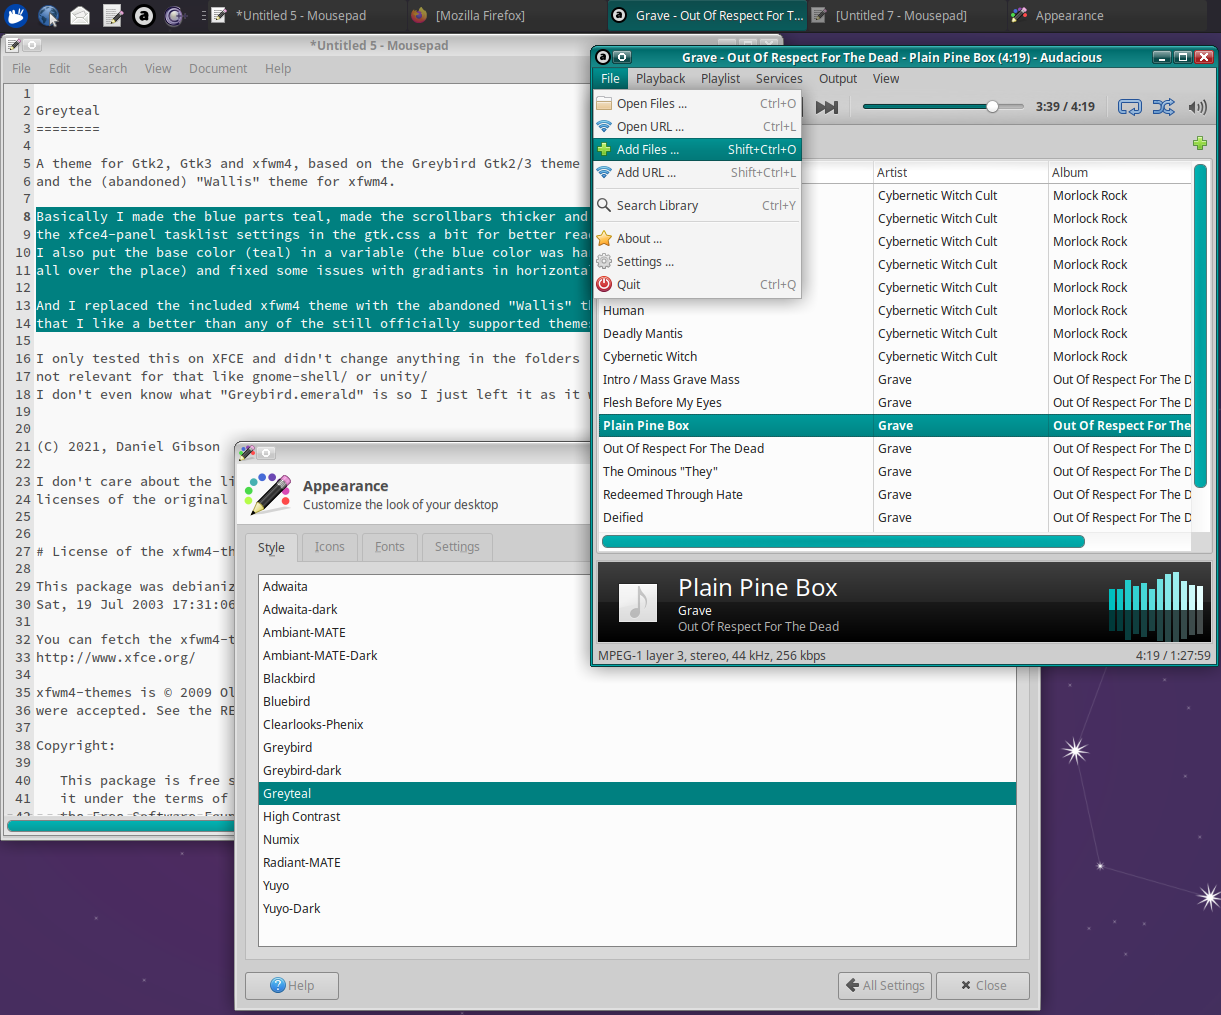 *Untitled 5 - Mousepad
[Mozilla Firefox]
Grave - Out Of Respect For T...
[Untitled 7 - Mousepad]
Appearance
*Untitled 5 - Mousepad
File Edit Search View Document Help
1
2 Greyteal
3 ========
4
5 A theme for Gtk2, Gtk3 and xfwm4, based on the Greybird Gtk2/3 theme
6 and the (abandoned) "Wallis" theme for xfwm4.
7
8 Basically I made the blue parts teal, made the scrollbars thicker and
9 the xfce4-panel tasklist settings in the gtk.css a bit for better
10 I also put the base color (teal) in a variable (the blue color was
11 all over the place) and fixed some issues with gradiants in
12
13 And I replaced the included xfwm4 theme with the abandoned "Wallis"
14 that I like a better than any of the still officially supported
15
16 I only tested this on XFCE and didn't change anything in the folders
17 not relevant for that like gnome-shell/ or unity/
18 I don't even know what "Greybird.emerald" is so I just left it as it
19
20
21 (C) 2021, Daniel Gibson
22
23 I don't care about the
24 licenses of the original
25
26
27 # License of the
28
29 This package was
30 Sat, 19 Jul 2003 17:31:06
31
32 You can fetch the
33 http://www.xfce.org/
34
35 xfwm4-themes is © 2009
36 were accepted. See the
37
38 Copyright:
39
40 This package is free
41 it under the terms of
42
Appearance
Customize the look of your desktop
Style Icons Fonts Settings
Adwaita
Adwaita-dark
Ambiant-MATE
Ambiant-MATE-Dark
Blackbird
Bluebird
Clearlooks-Phenix
Greybird
Greybird-dark
Greyteal
High Contrast
Numix
Radiant-MATE
Yuyo
Yuyo-Dark
Help
All Settings
Close
Grave - Out Of Respect For The Dead - Plain Pine Box (4:19) - Audacious
File Playback Playlist Services Output View
3:39 / 4:19
Open Files ... Ctrl+O
Open URL ... Ctrl+L
Add Files ... Shift+Ctrl+O
Add URL ... Shift+Ctrl+L
Search Library Ctrl+Y
About ...
Settings ...
Quit Ctrl+Q
Artist Album
Cybernetic Witch Cult Morlock Rock
Cybernetic Witch Cult Morlock Rock
Cybernetic Witch Cult Morlock Rock
Cybernetic Witch Cult Morlock Rock
Cybernetic Witch Cult Morlock Rock
Human Cybernetic Witch Cult Morlock Rock
Deadly Mantis Cybernetic Witch Cult Morlock Rock
Cybernetic Witch Cybernetic Witch Cult Morlock Rock
Intro / Mass Grave Mass Grave Out Of Respect For The D
Flesh Before My Eyes Grave Out Of Respect For The D
Plain Pine Box Grave Out Of Respect For The
Out Of Respect For The Dead Grave Out Of Respect For The D
The Ominous "They" Grave Out Of Respect For The D
Redeemed Through Hate Grave Out Of Respect For The D
Deified Grave Out Of Respect For The D
Plain Pine Box
Grave
Out Of Respect For The Dead
MPEG-1 layer 3, stereo, 44 kHz, 256 kbps
4:19 / 1:27:59